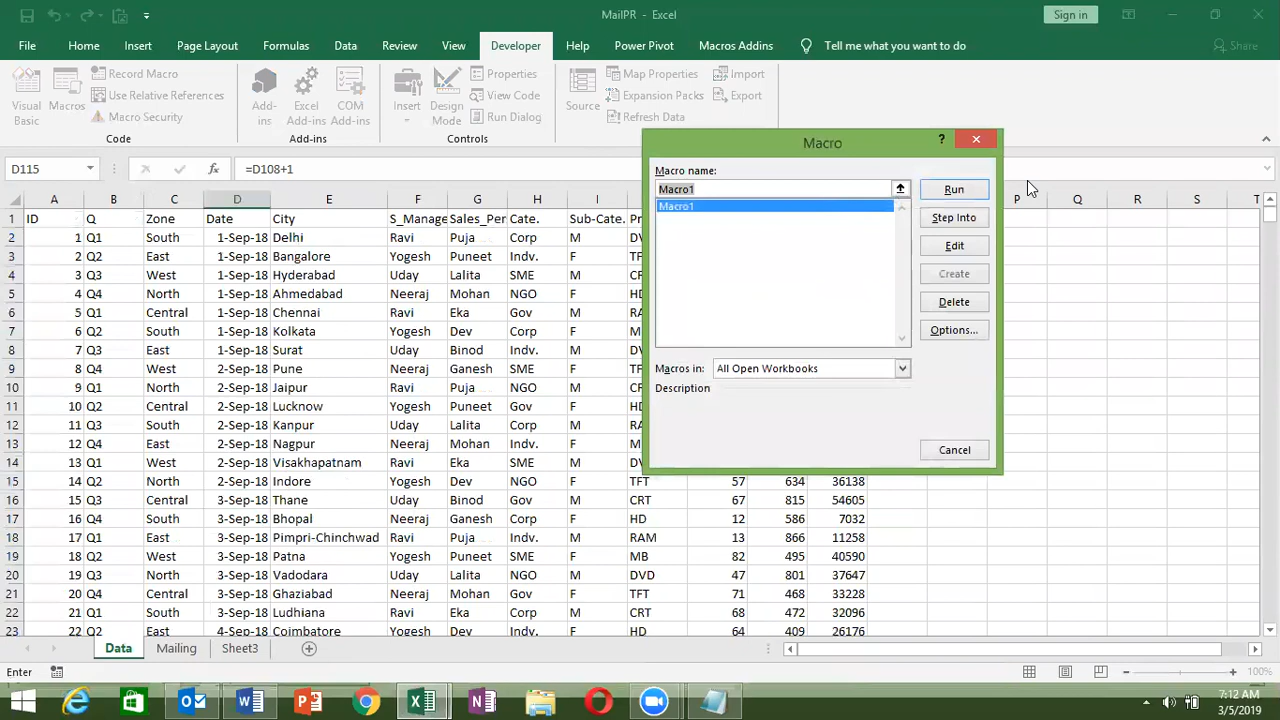 MailPR - Excel
Sign in
File Home Insert Page Layout Formulas Data Review View Developer Help Power Pivot Macros Addins Tell me what you want to do Share
Visual Basic
Macros
Record Macro
Use Relative References
Macro Security
Code
Add-ins
Excel Add-ins
COM Add-ins
Add-ins
Insert
Design Mode
Properties
View Code
Run Dialog
Controls
Source
Map Properties
Expansion Packs
Refresh Data
Import
Export
D115 =D108+1
A B C D E F G H I P Q R S T
1 ID Q Zone Date City S_Manage Sales_Per Cate. Sub-Cate. Pr
2 1 Q1 South 1-Sep-18 Delhi Ravi Puja Corp M DV
3 2 Q2 East 1-Sep-18 Bangalore Yogesh Puneet Indv. F TF
4 3 Q3 West 1-Sep-18 Hyderabad Uday Lalita SME M CR
5 4 Q4 North 1-Sep-18 Ahmedabad Neeraj Mohan NGO F HD
6 5 Q1 Central 1-Sep-18 Chennai Ravi Eka Gov M RA
7 6 Q2 South 1-Sep-18 Kolkata Yogesh Dev Corp F M
8 7 Q3 East 1-Sep-18 Surat Uday Binod Indv. M DV
9 8 Q4 West 1-Sep-18 Pune Neeraj Ganesh SME F TF
10 9 Q1 North 1-Sep-18 Jaipur Ravi Puja NGO M CR
11 10 Q2 Central 2-Sep-18 Lucknow Yogesh Puneet Gov F HD
12 11 Q3 South 2-Sep-18 Kanpur Uday Lalita Corp M RA
13 12 Q4 East 2-Sep-18 Nagpur Neeraj Mohan Indv. F M
14 13 Q1 West 2-Sep-18 Visakhapatnam Ravi Eka SME M DV
15 14 Q2 North 2-Sep-18 Indore Yogesh Dev NGO F TFT 57 634 36138
16 15 Q3 Central 3-Sep-18 Thane Uday Binod Gov M CRT 67 815 54605
17 16 Q4 South 3-Sep-18 Bhopal Neeraj Ganesh Corp F HD 12 586 7032
18 17 Q1 East 3-Sep-18 Pimpri-Chinchwad Ravi Puja Indv. M RAM 13 866 11258
19 18 Q2 West 3-Sep-18 Patna Yogesh Puneet SME F MB 82 495 40590
20 19 Q3 North 3-Sep-18 Vadodara Uday Lalita NGO M DVD 47 801 37647
21 20 Q4 Central 3-Sep-18 Ghaziabad Neeraj Mohan Gov F TFT 71 468 33228
22 21 Q1 South 3-Sep-18 Ludhiana Ravi Eka Corp M CRT 68 472 32096
23 22 Q2 East 4-Sep-18 Coimbatore Yogesh Dev Indv. F HD 64 409 26176
Macro
Macro name:
Macro1
Macro1
Run
Step Into
Edit
Create
Delete
Options...
Macros in: All Open Workbooks
Description
Cancel
Data Mailing Sheet3
Enter 100%
7:12 AM
3/5/2019